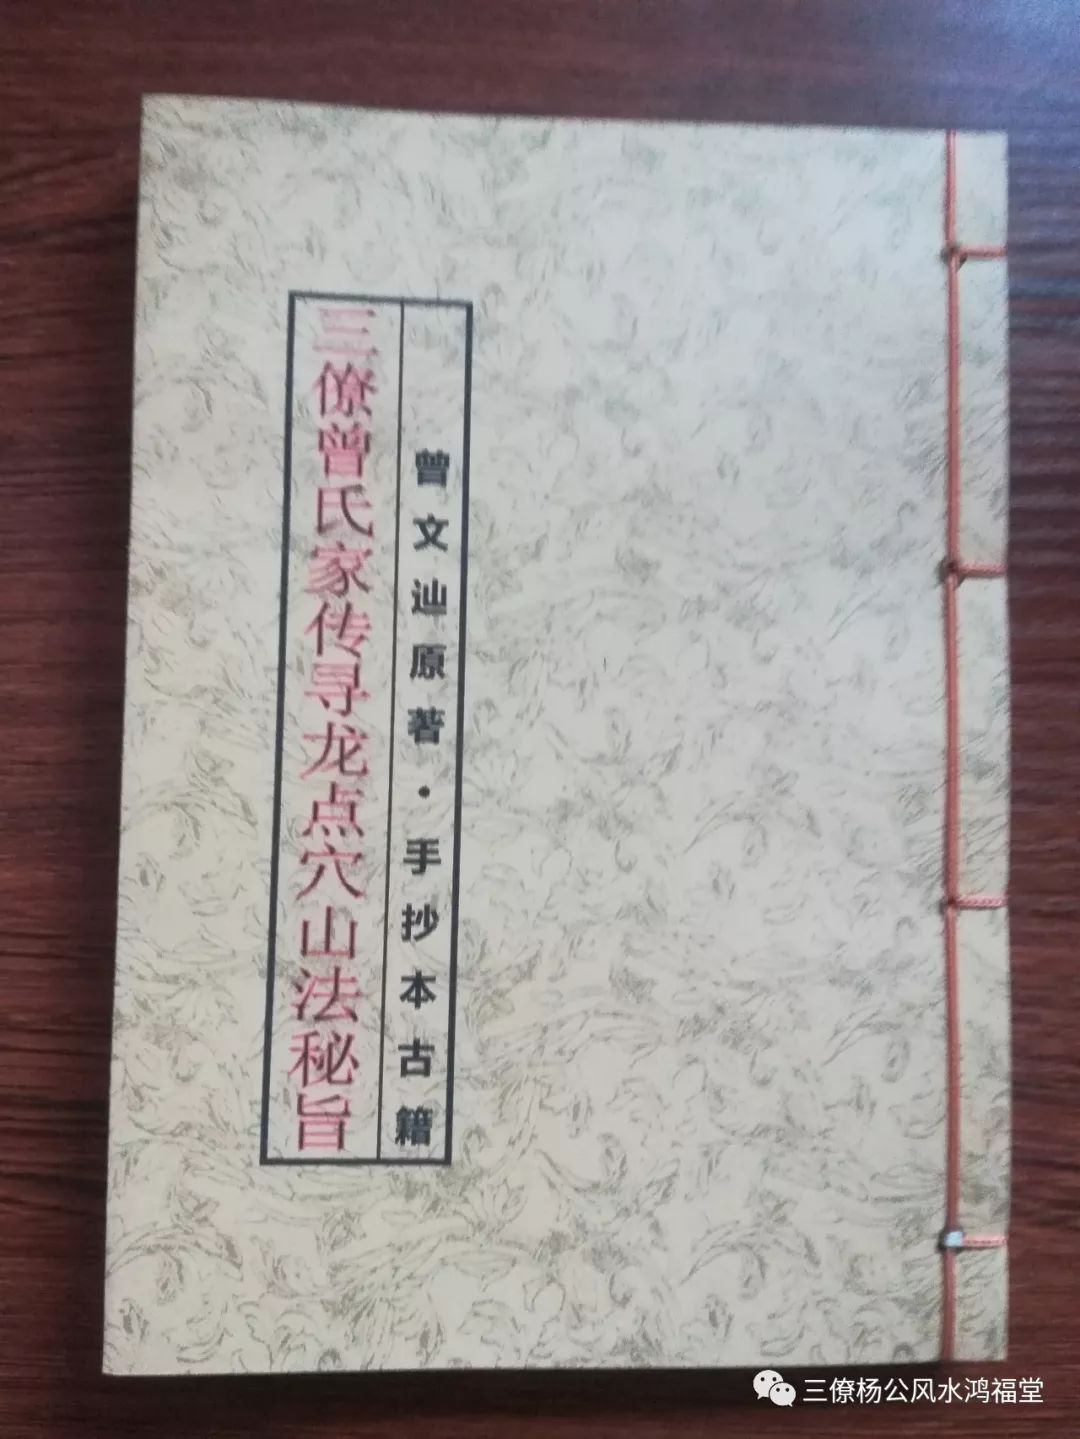 曾文辿原著·手抄本古籍
三僚曾氏家传寻龙点穴山法秘旨
三僚杨公风水鸿福堂